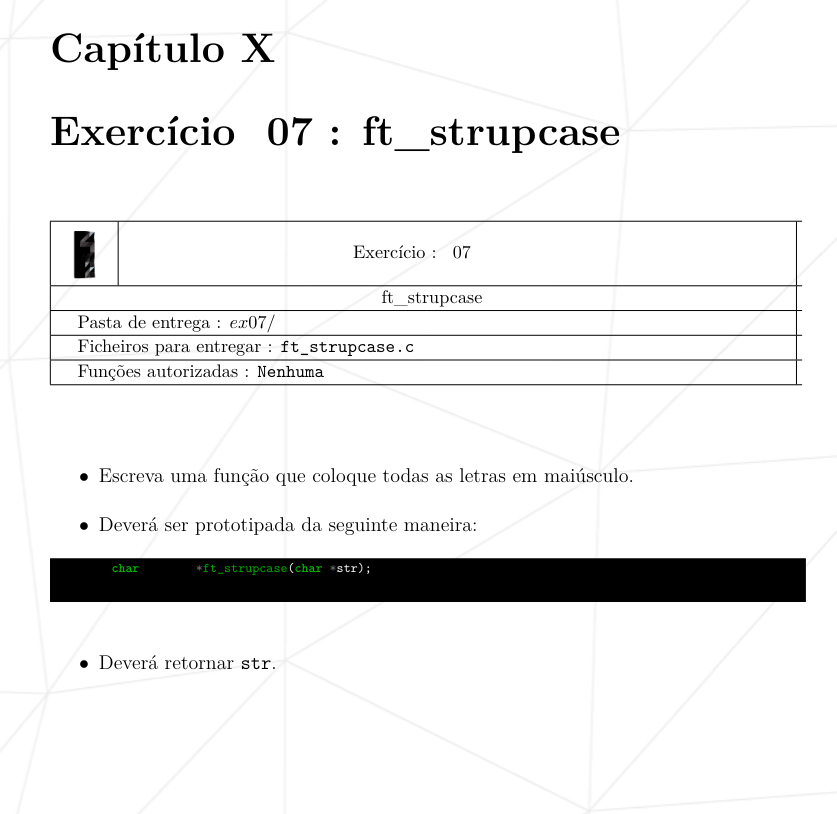 Capítulo X
Exercício 07 : ft_strupcase
Exercício : 07
ft_strupcase
Pasta de entrega : ex07/
Ficheiros para entregar : ft_strupcase.c
Funções autorizadas : Nenhuma
• Escreva uma função que coloque todas as letras em maiúsculo.
• Deverá ser prototipada da seguinte maneira:
char *ft_strupcase(char *str);
• Deverá retornar str.